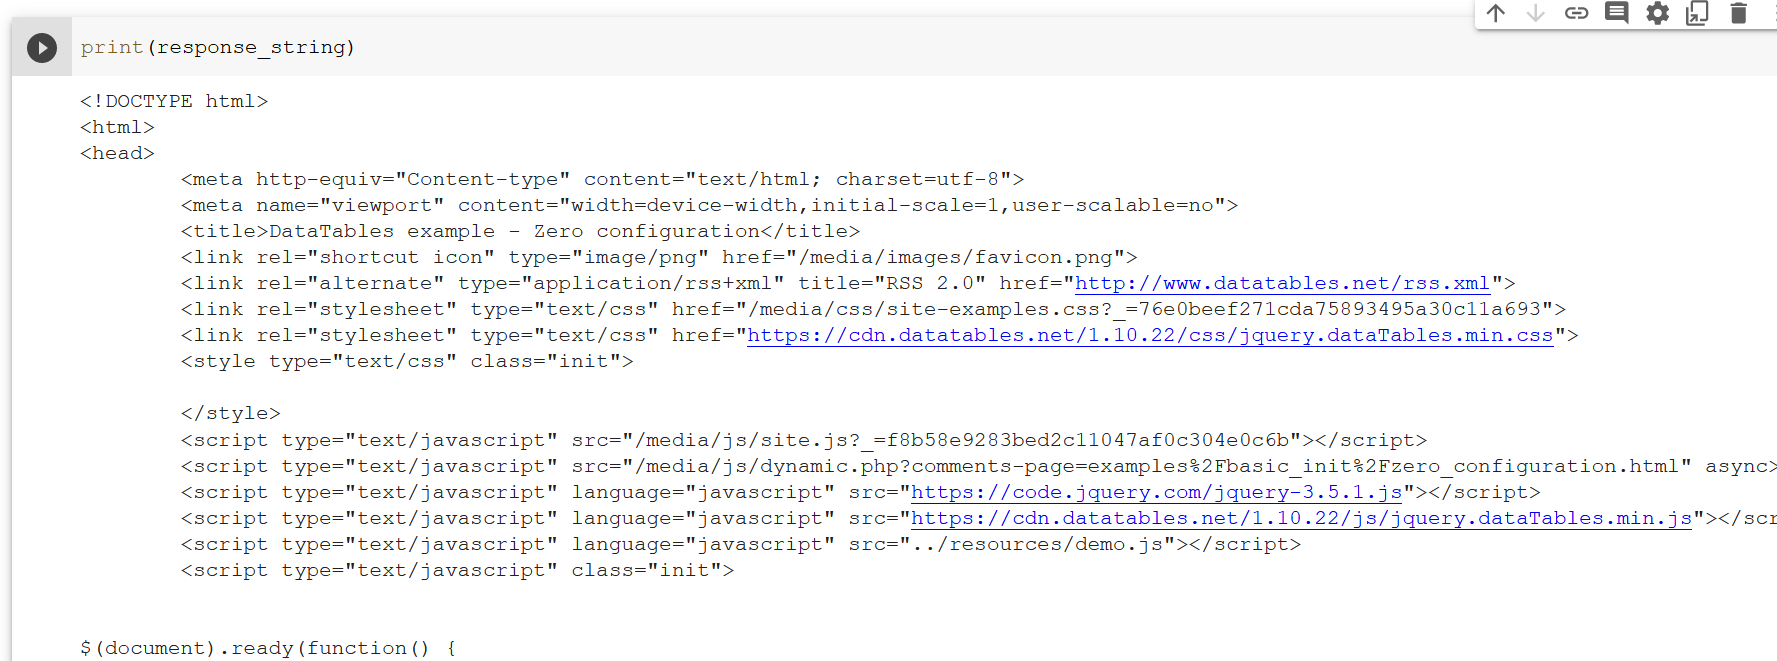 print(response_string)
<!DOCTYPE html>
<html>
<head>
<meta http-equiv="Content-type" content="text/html; charset=utf-8">
<meta name="viewport" content="width=device-width,initial-scale=1,user-scalable=no">
<title>DataTables example - Zero configuration</title>
<link rel="shortcut icon" type="image/png" href="/media/images/favicon.png">
<link rel="alternate" type="application/rss+xml" title="RSS 2.0" href="http://www.datatables.net/rss.xml">
<link rel="stylesheet" type="text/css" href="/media/css/site-examples.css?_=76e0beef271cda75893495a30c11a693">
<link rel="stylesheet" type="text/css" href="https://cdn.datatables.net/1.10.22/css/jquery.dataTables.min.css">
<style type="text/css" class="init">
</style>
<script type="text/javascript" src="/media/js/site.js?_=f8b58e9283bed2c11047af0c304e0c6b"></script>
<script type="text/javascript" src="/media/js/dynamic.php?comments-page=examples%2Fbasic_init%2Fzero_configuration.html" async>
<script type="text/javascript" language="javascript" src="https://code.jquery.com/jquery-3.5.1.js"></script>
<script type="text/javascript" language="javascript" src="https://cdn.datatables.net/1.10.22/js/jquery.dataTables.min.js"></scr
<script type="text/javascript" language="javascript" src="../resources/demo.js"></script>
<script type="text/javascript" class="init">
$(document).ready(function() {